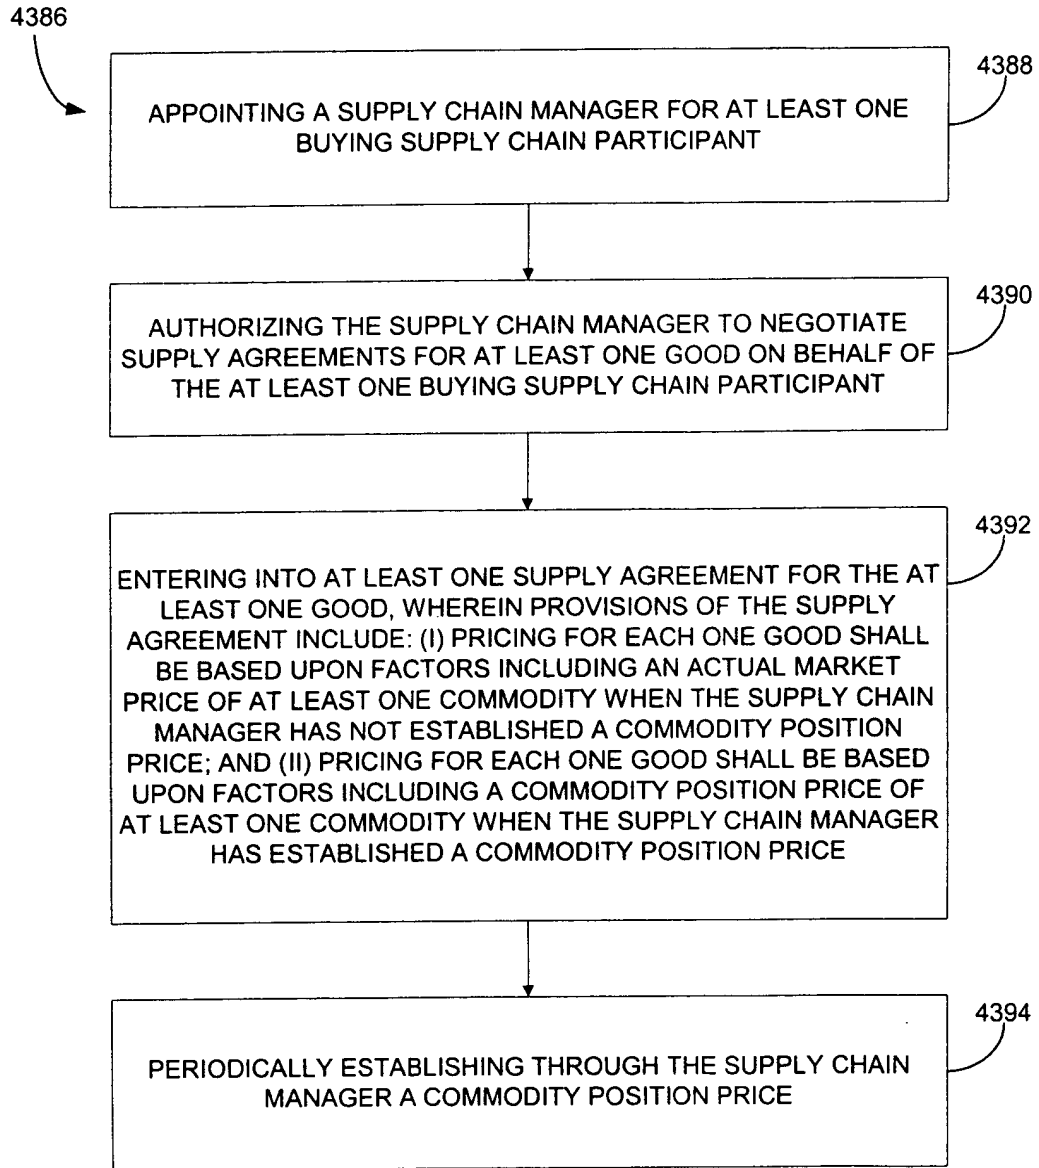 4386
4388
APPOINTING A SUPPLY CHAIN MANAGER FOR AT LEAST ONE
BUYING SUPPLY CHAIN PARTICIPANT
4390
AUTHORIZING THE SUPPLY CHAIN MANAGER TO NEGOTIATE
SUPPLY AGREEMENTS FOR AT LEAST ONE GOOD ON BEHALF OF
THE AT LEAST ONE BUYING SUPPLY CHAIN PARTICIPANT
4392
ENTERING INTO AT LEAST ONE SUPPLY AGREEMENT FOR THE AT
LEAST ONE GOOD, WHEREIN PROVISIONS OF THE SUPPLY
AGREEMENT INCLUDE: (I) PRICING FOR EACH ONE GOOD SHALL
BE BASED UPON FACTORS INCLUDING AN ACTUAL MARKET
PRICE OF AT LEAST ONE COMMODITY WHEN THE SUPPLY CHAIN
MANAGER HAS NOT ESTABLISHED A COMMODITY POSITION
PRICE; AND (II) PRICING FOR EACH ONE GOOD SHALL BE BASED
UPON FACTORS INCLUDING A COMMODITY POSITION PRICE OF
AT LEAST ONE COMMODITY WHEN THE SUPPLY CHAIN MANAGER
HAS ESTABLISHED A COMMODITY POSITION PRICE
4394
PERIODICALLY ESTABLISHING THROUGH THE SUPPLY CHAIN
MANAGER A COMMODITY POSITION PRICE